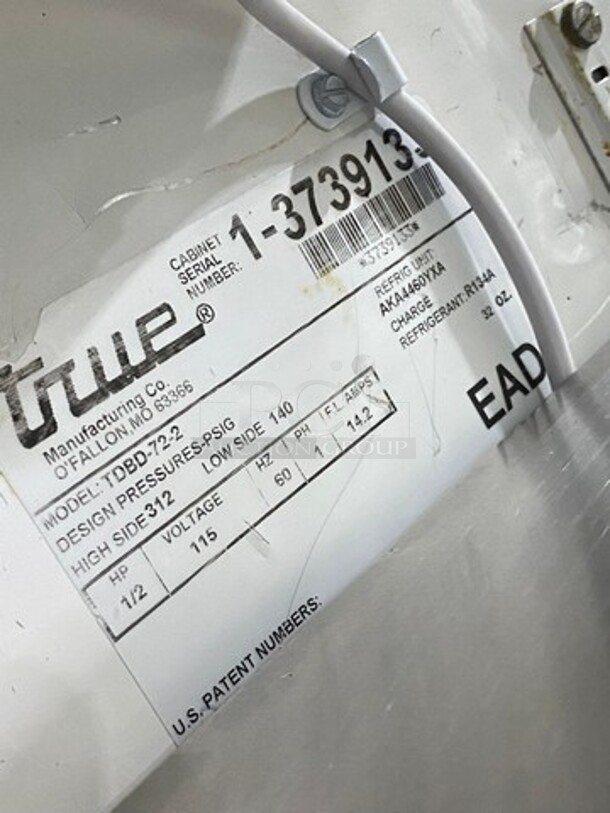 CABINET
SERIAL
NUMBER:
1-3739133
*3739133*
true®
Manufacturing Co.
O'FALLON, MO 63366
REFRIG UNIT
AKA4460YXA
CHARGE
REFRIGERANT: R134A
32 OZ.
MODEL: TDBD-72-2
DESIGN PRESSURES-PSIG
HIGH SIDE 312 LOW SIDE 140
HP VOLTAGE HZ PH F.L. AMPS
1/2 115 60 1 14.2
EAD
U.S. PATENT NUMBERS: